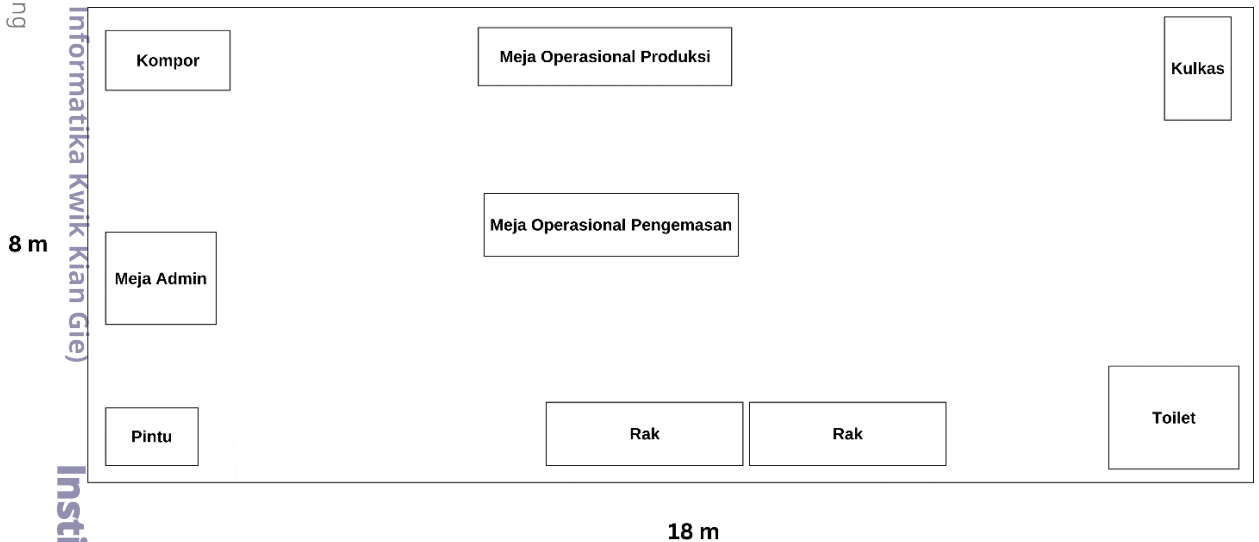 ng
Informatika Kwik Kian Gie)
Insti
Kompor
Meja Operasional Produksi
Kulkas
Meja Operasional Pengemasan
8 m
Meja Admin
Pintu
Rak
Rak
Toilet
18 m